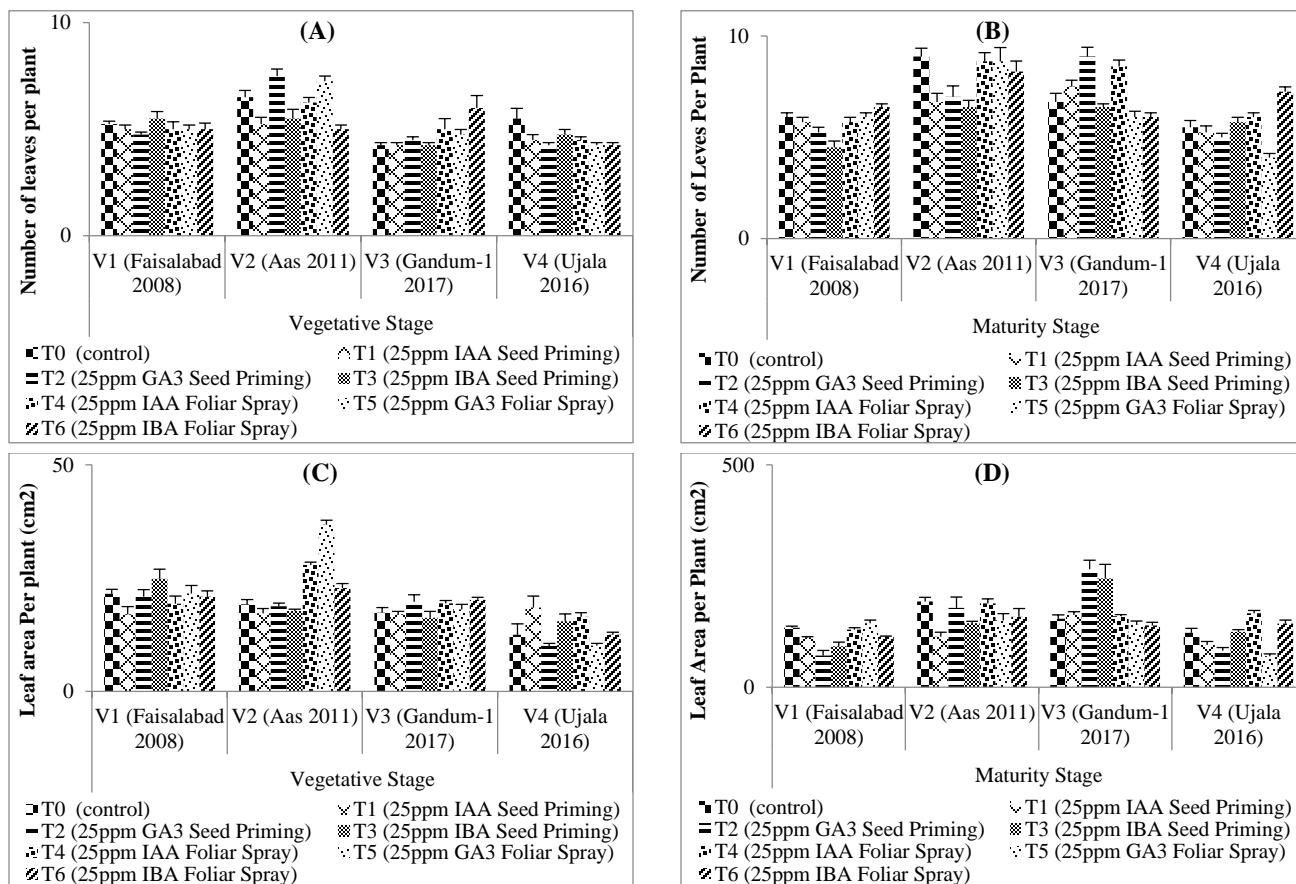 (A)
Number of leaves per plant
10
0
V1 (Faisalabad
2008)
V2 (Aas 2011)
V3 (Gandum-1
2017)
V4 (Ujala
2016)
Vegetative Stage
T0 (control)
T1 (25ppm IAA Seed Priming)
T2 (25ppm GA3 Seed Priming)
T3 (25ppm IBA Seed Priming)
T4 (25ppm IAA Foliar Spray)
T5 (25ppm GA3 Foliar Spray)
T6 (25ppm IBA Foliar Spray)
(B)
Number of Leves Per Plant
10
0
V1 (Faisalabad
2008)
V2 (Aas 2011)
V3 (Gandum-1
2017)
V4 (Ujala
2016)
Maturity Stage
T0 (control)
T1 (25ppm IAA Seed Priming)
T2 (25ppm GA3 Seed Priming)
T3 (25ppm IBA Seed Priming)
T4 (25ppm IAA Foliar Spray)
T5 (25ppm GA3 Foliar Spray)
T6 (25ppm IBA Foliar Spray)
(C)
Leaf area Per plant (cm2)
50
0
V1 (Faisalabad
2008)
V2 (Aas 2011)
V3 (Gandum-1
2017)
V4 (Ujala
2016)
Vegetative Stage
T0 (control)
T1 (25ppm IAA Seed Priming)
T2 (25ppm GA3 Seed Priming)
T3 (25ppm IBA Seed Priming)
T4 (25ppm IAA Foliar Spray)
T5 (25ppm GA3 Foliar Spray)
T6 (25ppm IBA Foliar Spray)
(D)
Leaf Area per Plant (cm2)
500
0
V1 (Faisalabad
2008)
V2 (Aas 2011)
V3 (Gandum-1
2017)
V4 (Ujala
2016)
Maturity Stage
T0 (control)
T1 (25ppm IAA Seed Priming)
T2 (25ppm GA3 Seed Priming)
T3 (25ppm IBA Seed Priming)
T4 (25ppm IAA Foliar Spray)
T5 (25ppm GA3 Foliar Spray)
T6 (25ppm IBA Foliar Spray)